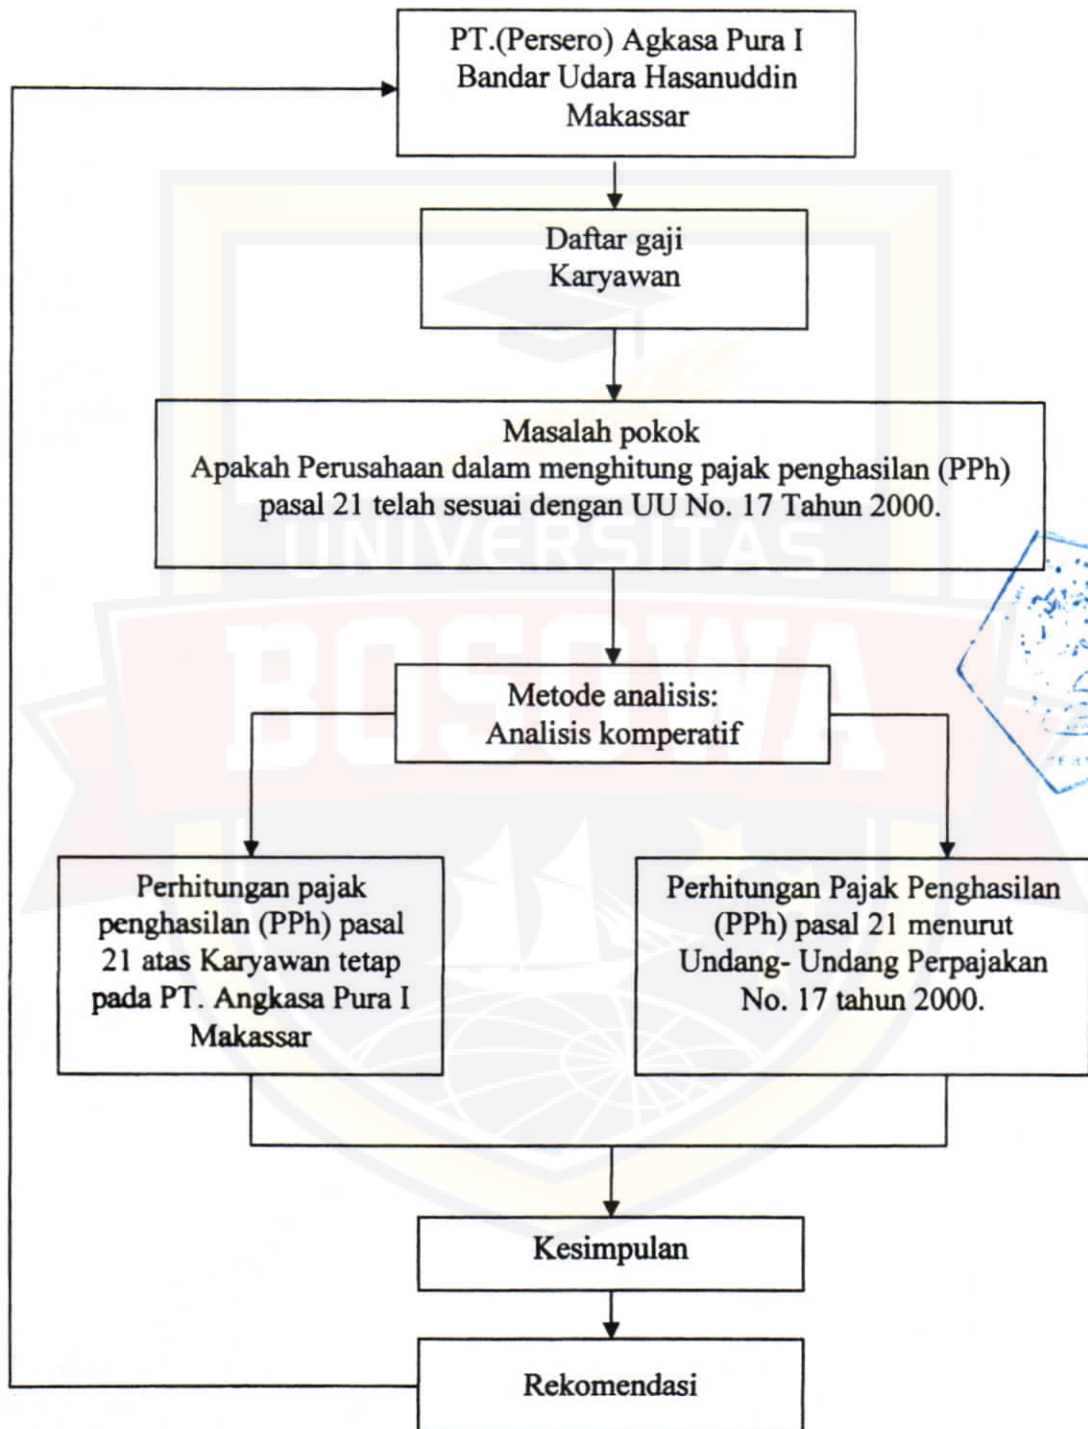 PT.(Persero) Agkasa Pura I
Bandar Udara Hasanuddin
Makassar
Daftar gaji
Karyawan
Masalah pokok
Apakah Perusahaan dalam menghitung pajak penghasilan (PPh)
pasal 21 telah sesuai dengan UU No. 17 Tahun 2000.
UNIVERSITAS
BOSOWA
Metode analisis:
Analisis komperatif
Perhitungan pajak
penghasilan (PPh) pasal
21 atas Karyawan tetap
pada PT. Angkasa Pura I
Makassar
Perhitungan Pajak Penghasilan
(PPh) pasal 21 menurut
Undang- Undang Perpajakan
No. 17 tahun 2000.
Kesimpulan
Rekomendasi